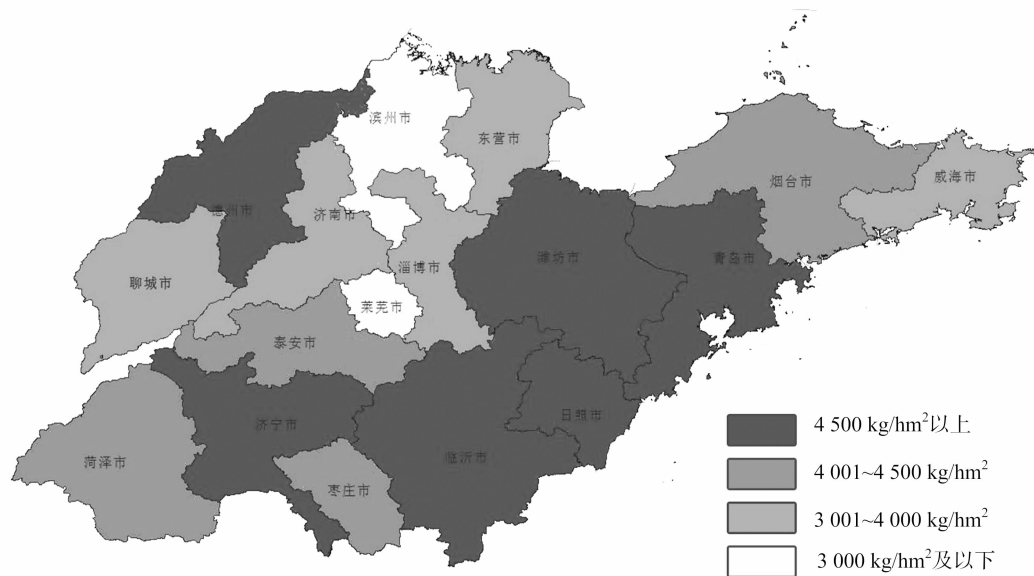 滨州市
东营市
烟台市
威海市
德州市
济南市
淄博市
潍坊市
青岛市
聊城市
莱芜市
泰安市
济宁市
日照市
菏泽市
枣庄市
临沂市
4 500 kg/hm²以上
4 001~4 500 kg/hm²
3 001~4 000 kg/hm²
3 000 kg/hm²及以下